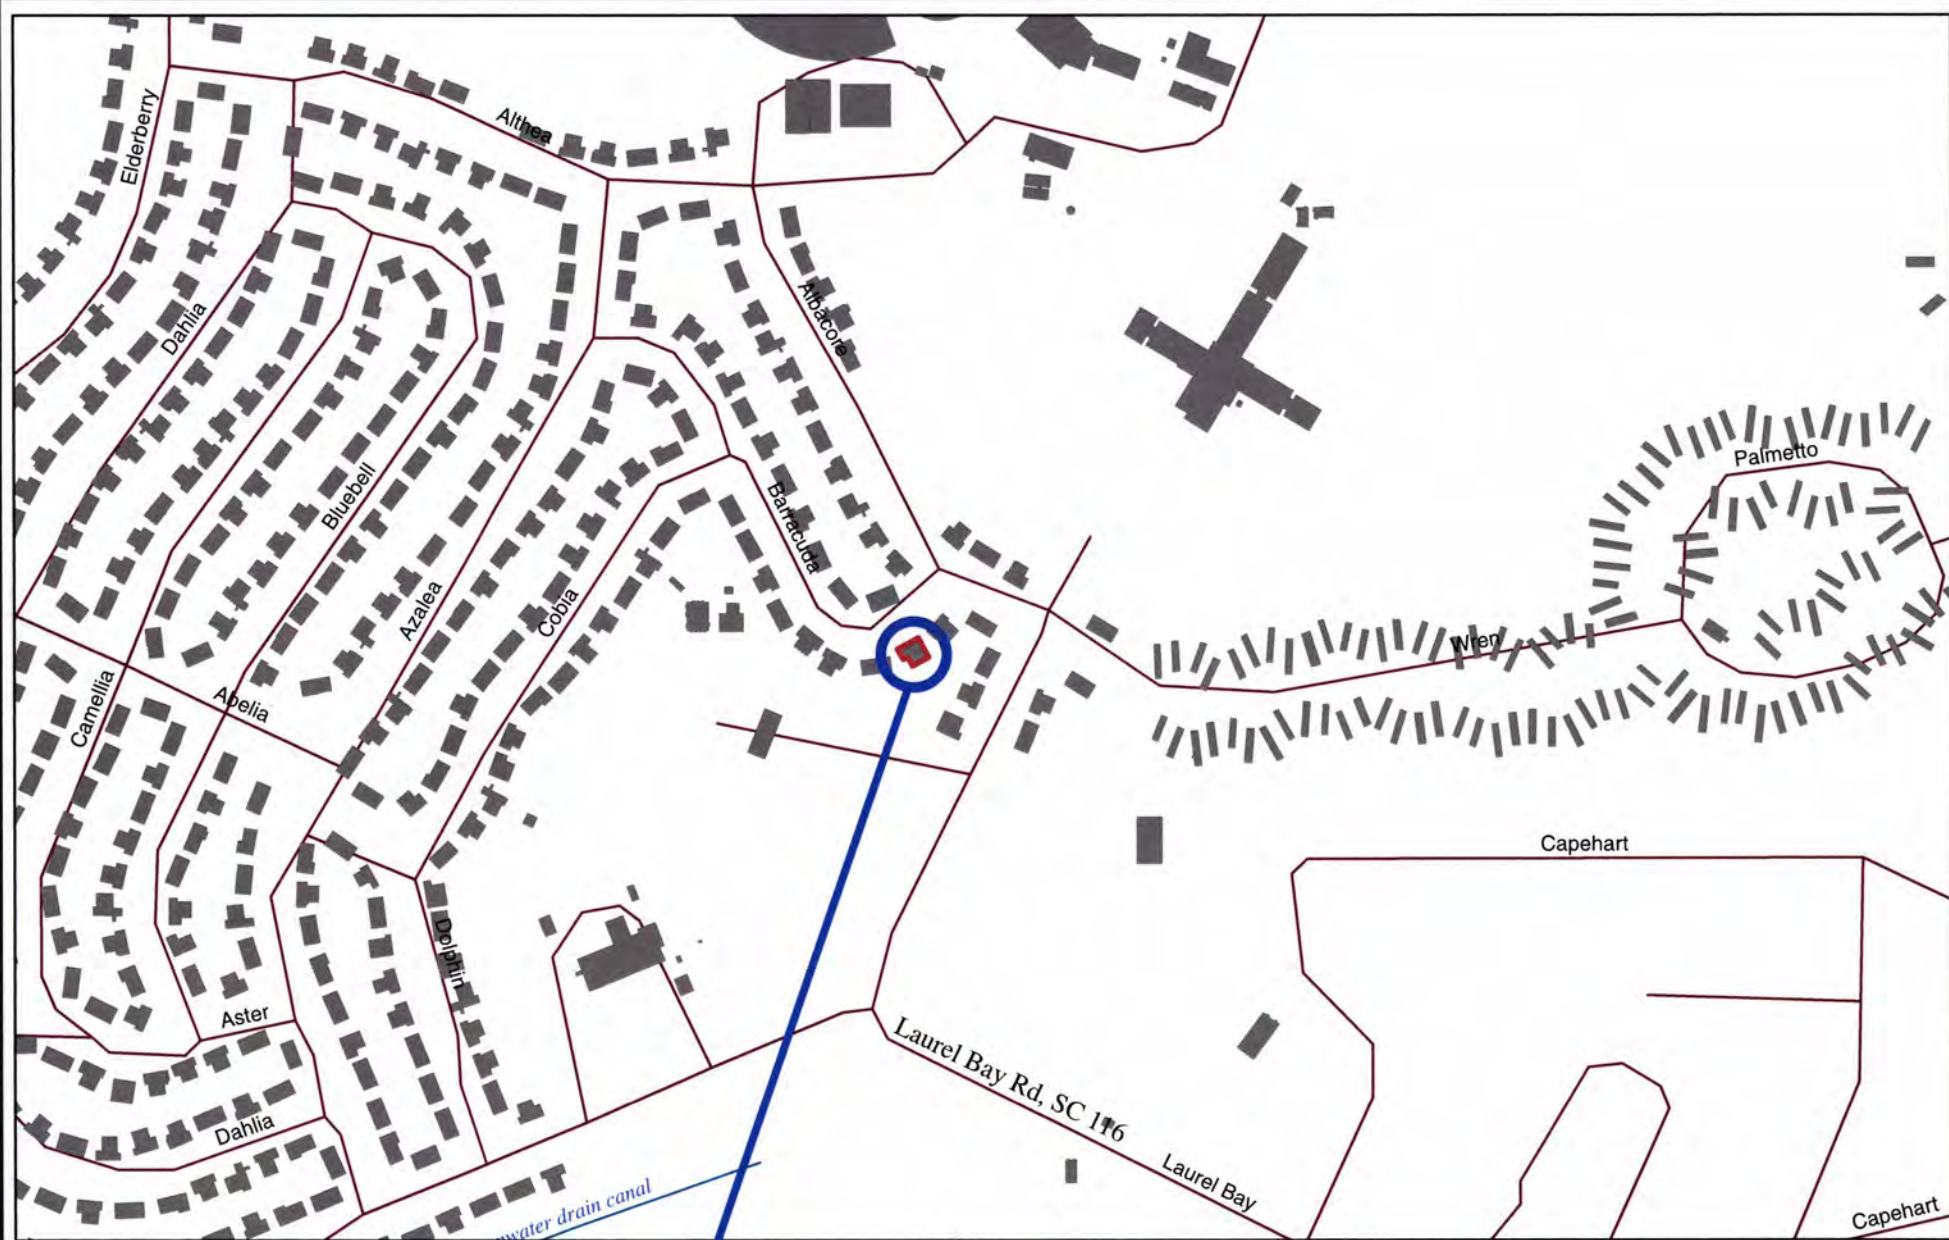 Elderberry
Althea
Dahlia
Albacore
Palmetto
Bluebell
Barracuda
Azalea
Cobia
Wren
Camellia
Abelia
Capehart
Dolphin
Aster
Laurel Bay Rd, SC 116
Dahlia
Laurel Bay
water drain canal
Capehart